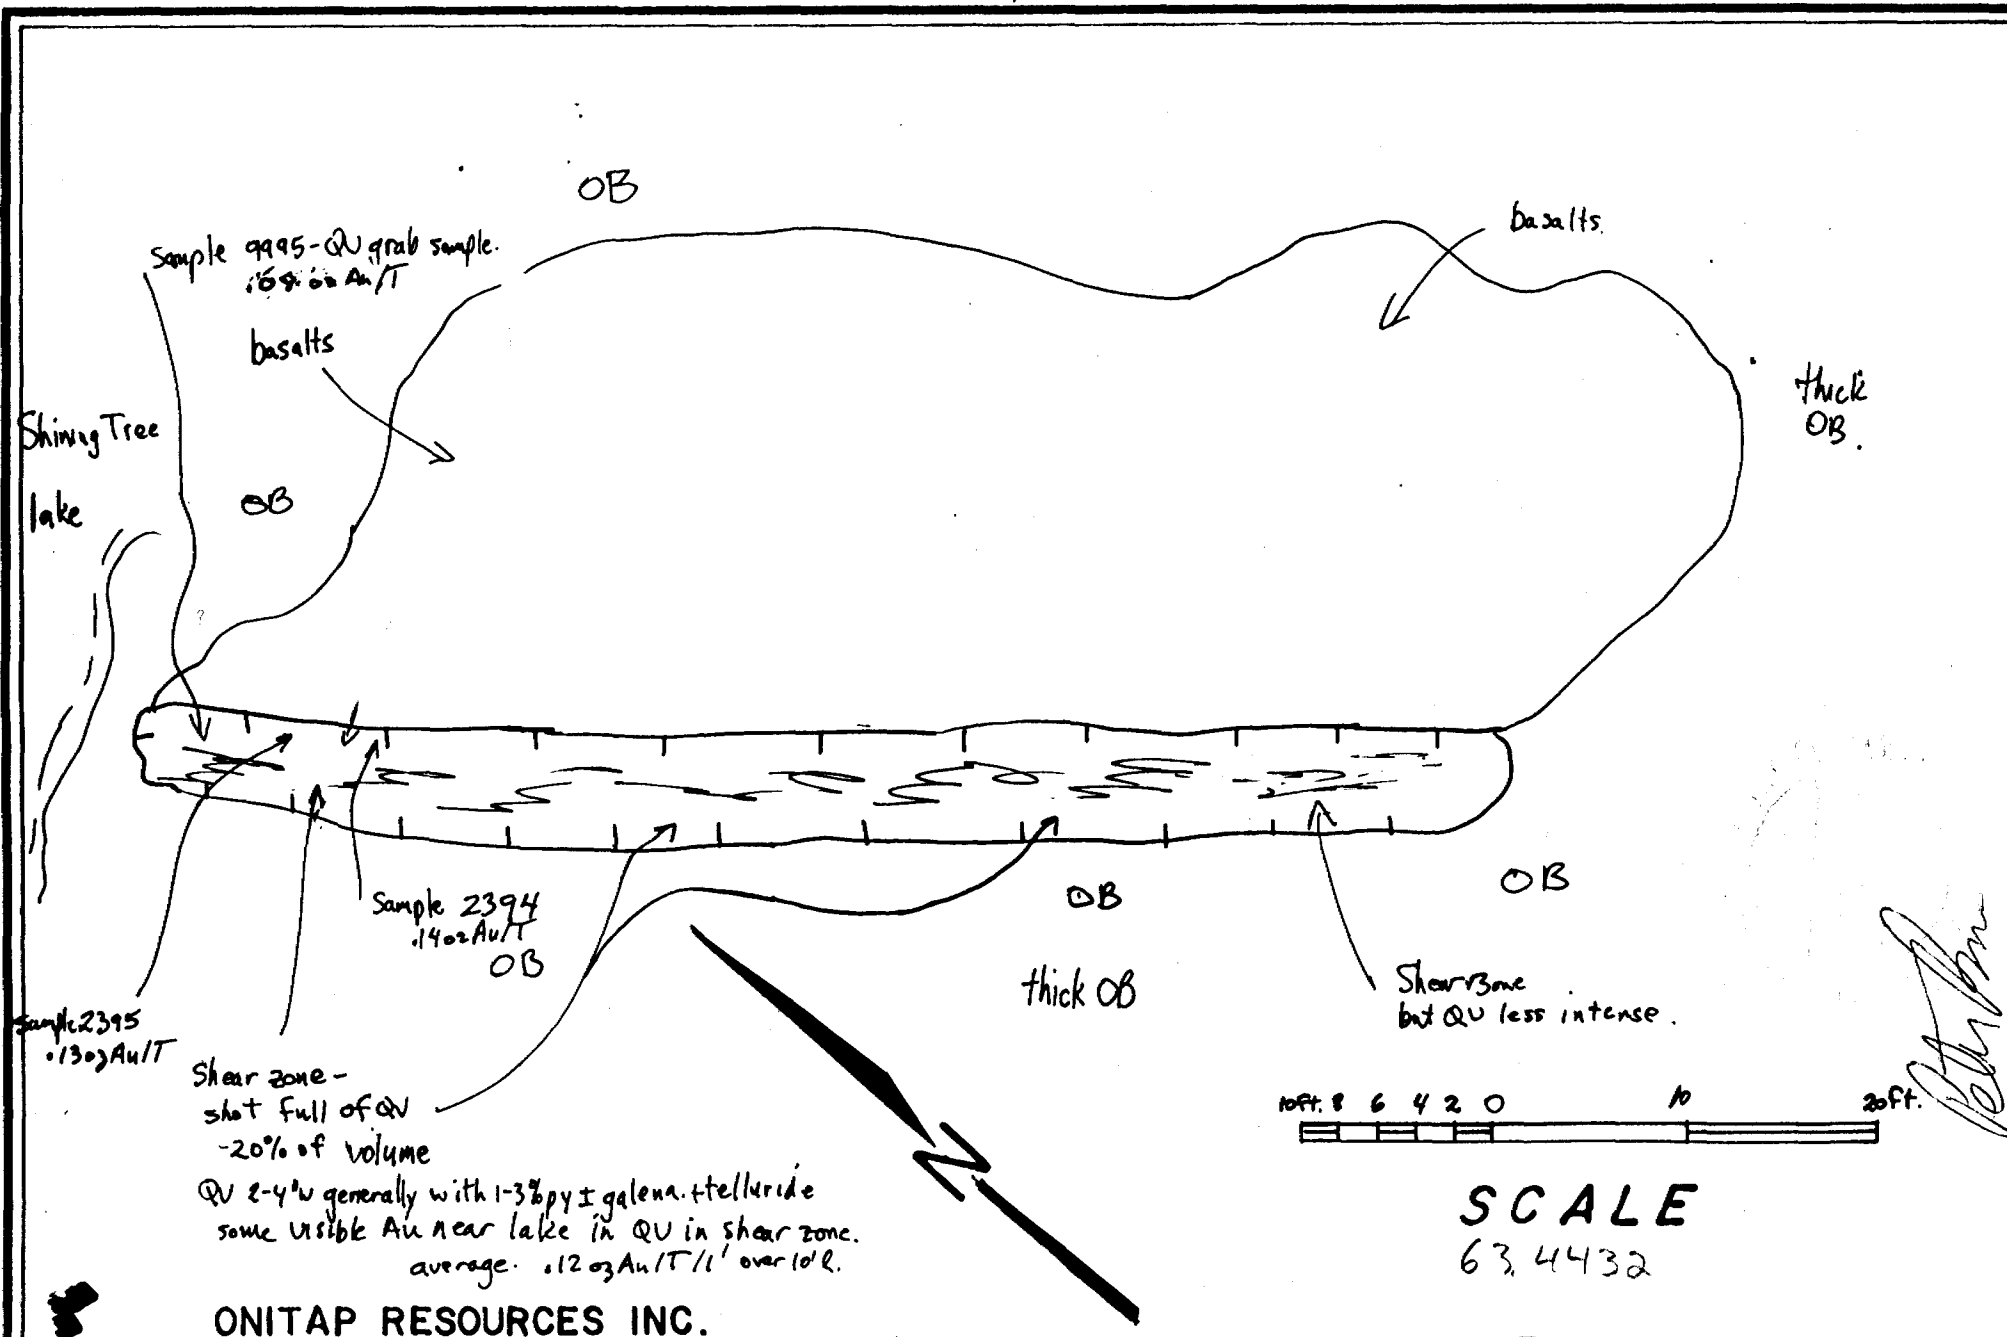 OB
Sample 9995-QV grab sample.
Au/T
basalts
basalts.
Shining Tree
lake
OB
thick
OB.
?
Sample 2394
.14oz Au/T
OB
OB
OB
thick OB
Shear zone
but QV less intense.
Sample 2395
.13oz Au/T
Shear zone -
shot full of QV
-20% of volume
QV 2-4"w generally with 1-3% py ± galena. + telluride
some visible Au near lake in QV in shear zone.
average. .12 oz Au/T/1' over 10'l.
N
10ft. 8 6 4 2 0 10 20ft.
SCALE
63.4432
ONITAP RESOURCES INC.